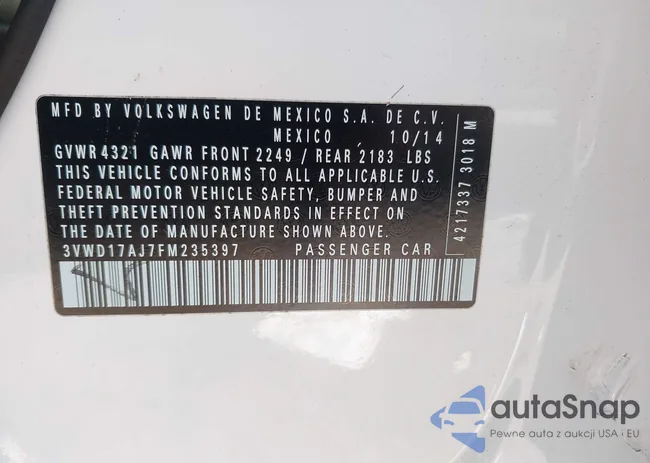 MFD BY VOLKSWAGEN DE MEXICO S.A. DE C.V.
MEXICO 10/14
GVWR 4321 GAWR FRONT 2249 / REAR 2183 LBS
THIS VEHICLE CONFORMS TO ALL APPLICABLE U.S.
FEDERAL MOTOR VEHICLE SAFETY, BUMPER AND
THEFT PREVENTION STANDARDS IN EFFECT ON
THE DATE OF MANUFACTURE SHOWN ABOVE.
3VWD17AJ7FM235397 PASSENGER CAR
4217337 3018 M
autaSnap
Pewne auta z aukcji USA i EU